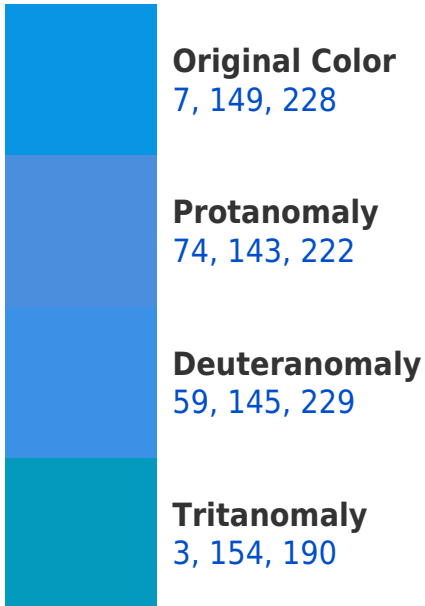 Original Color
7, 149, 228
Protanomaly
74, 143, 222
Deuteranomaly
59, 145, 229
Tritanomaly
3, 154, 190